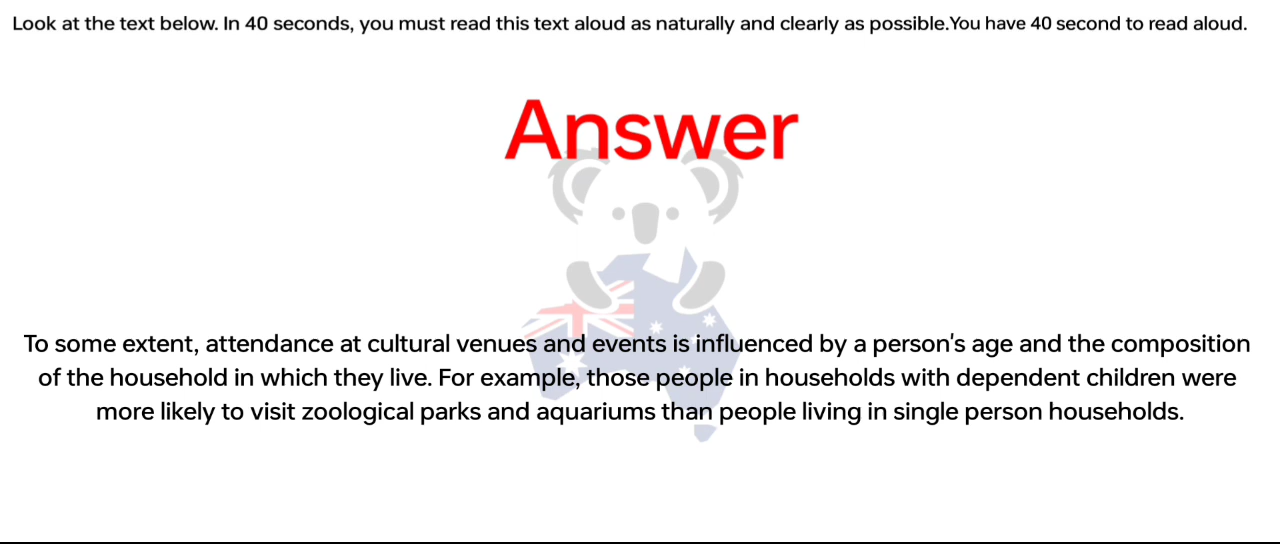 Look at the text below. In 40 seconds, you must read this text aloud as naturally and clearly as possible.You have 40 second to read aloud.
Answer
To some extent, attendance at cultural venues and events is influenced by a person's age and the composition
of the household in which they live. For example, those people in households with dependent children were
more likely to visit zoological parks and aquariums than people living in single person households.